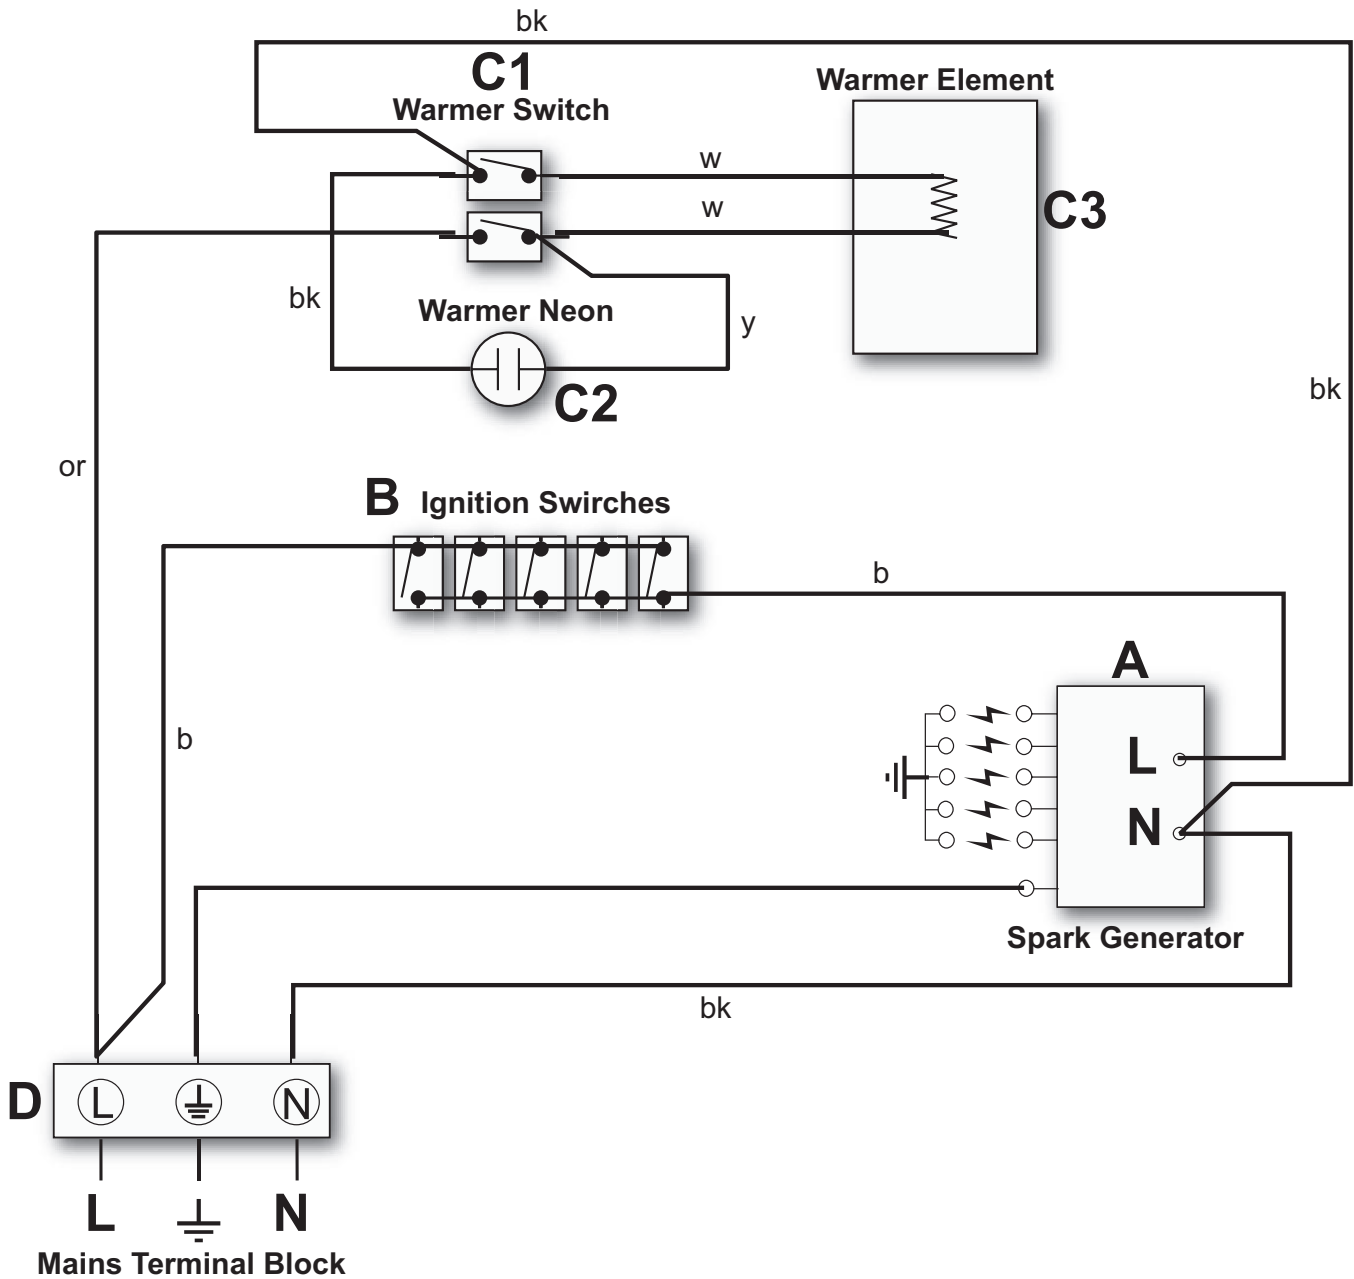 bk
C1
Warmer Switch
Warmer Element
w
w
C3
bk
Warmer Neon
y
C2
bk
or
B Ignition Swirches
b
A
b
L
N
Spark Generator
bk
D L N
L N
Mains Terminal Block